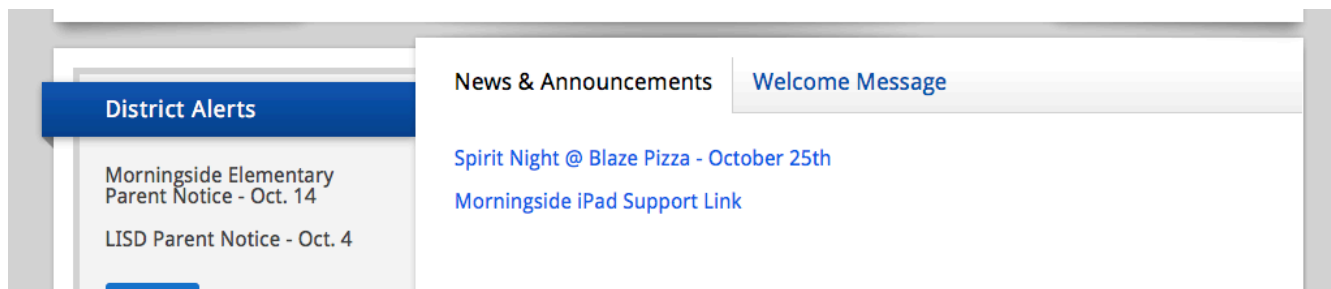 District Alerts
Morningside Elementary
Parent Notice - Oct. 14
LISD Parent Notice - Oct. 4
News & Announcements
Welcome Message
Spirit Night @ Blaze Pizza - October 25th
Morningside iPad Support Link